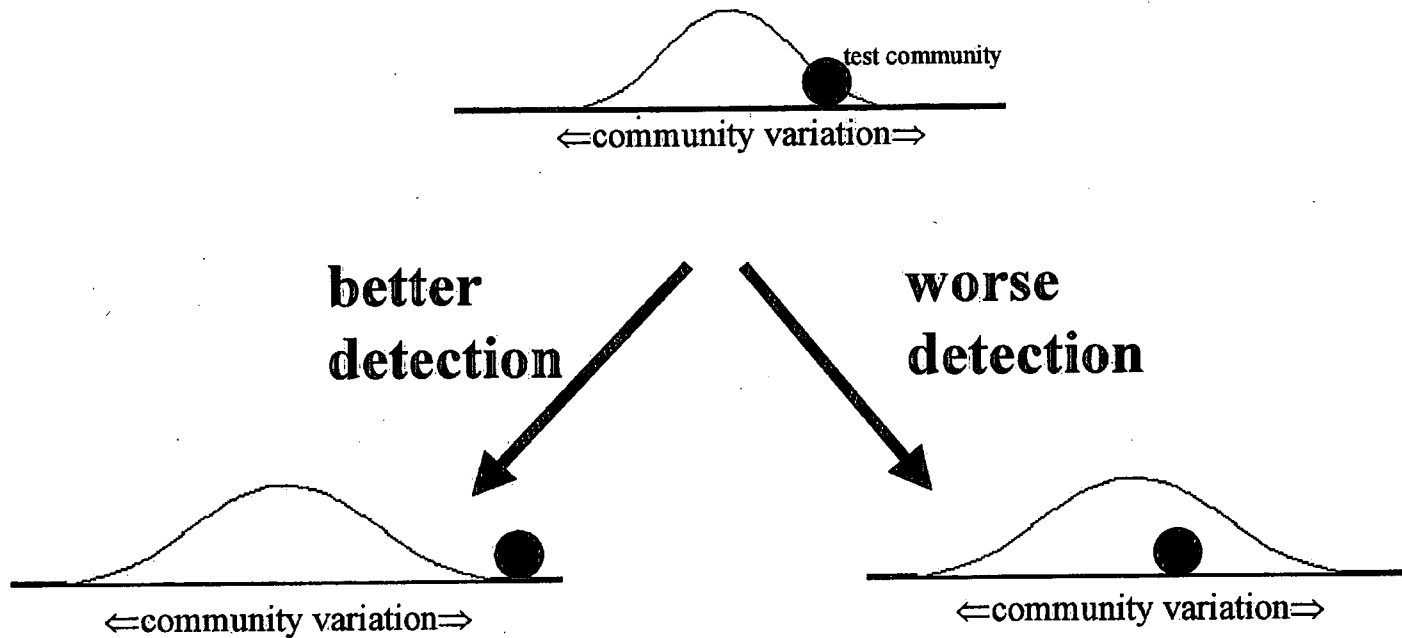 test community
⇐community variation⇒
better
detection
worse
detection
⇐community variation⇒
⇐community variation⇒